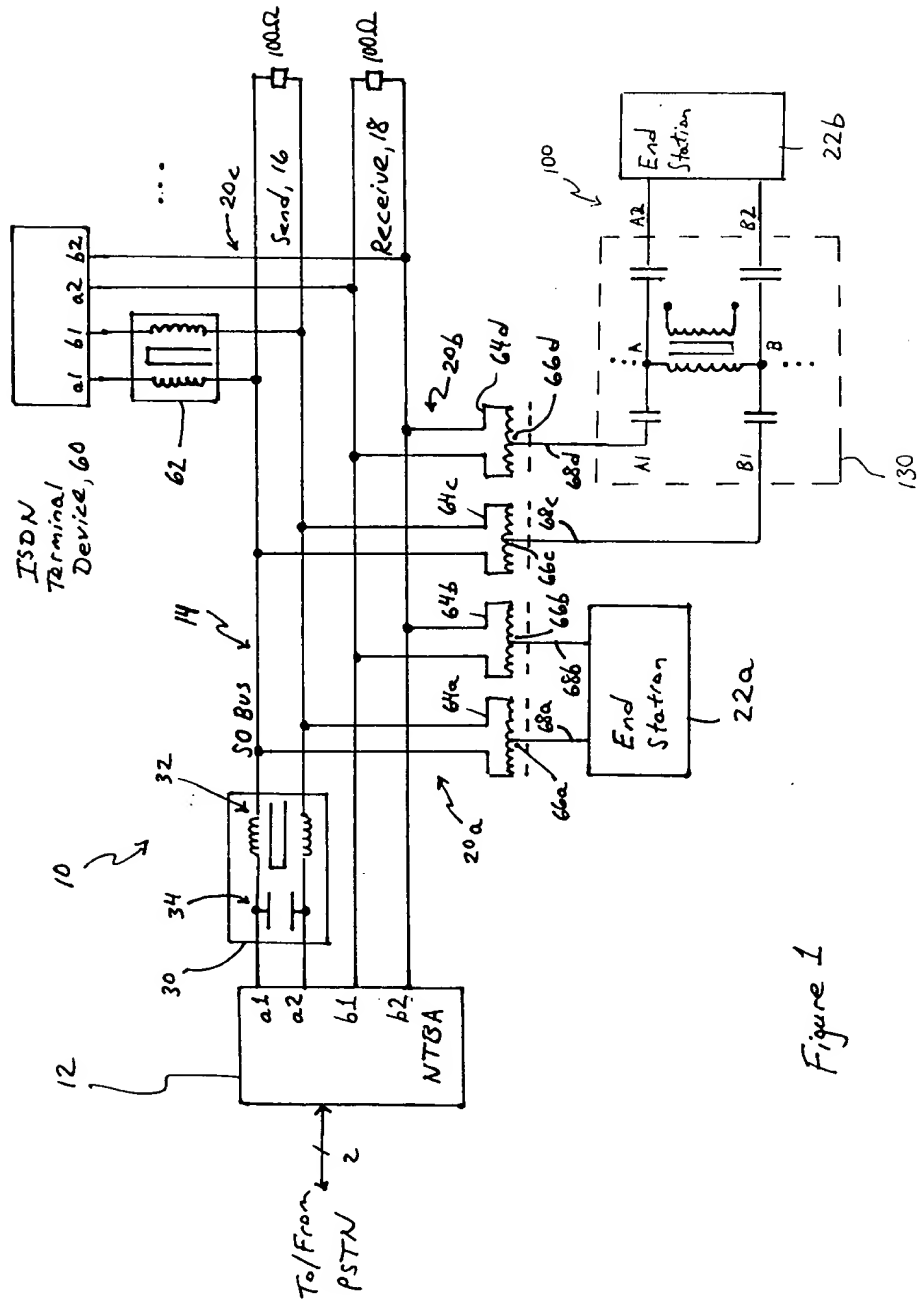 ISDN
Terminal
Device, 60
a1 b1 a2 b2
62
20c
...
100Ω
Send, 16
Receive, 18
100Ω
10
14
SO BUS
32
34
30
12
a1
a2
b1
b2
NTBA
To/From
PSTN
2
20a
20b
64a
64b
64c
64d
66a
66b
66c
66d
68a
68b
68c
68d
End
Statron
22a
100
A1
A
A2
B1
B
B2
...
...
130
End
Station
22b
Figure 1